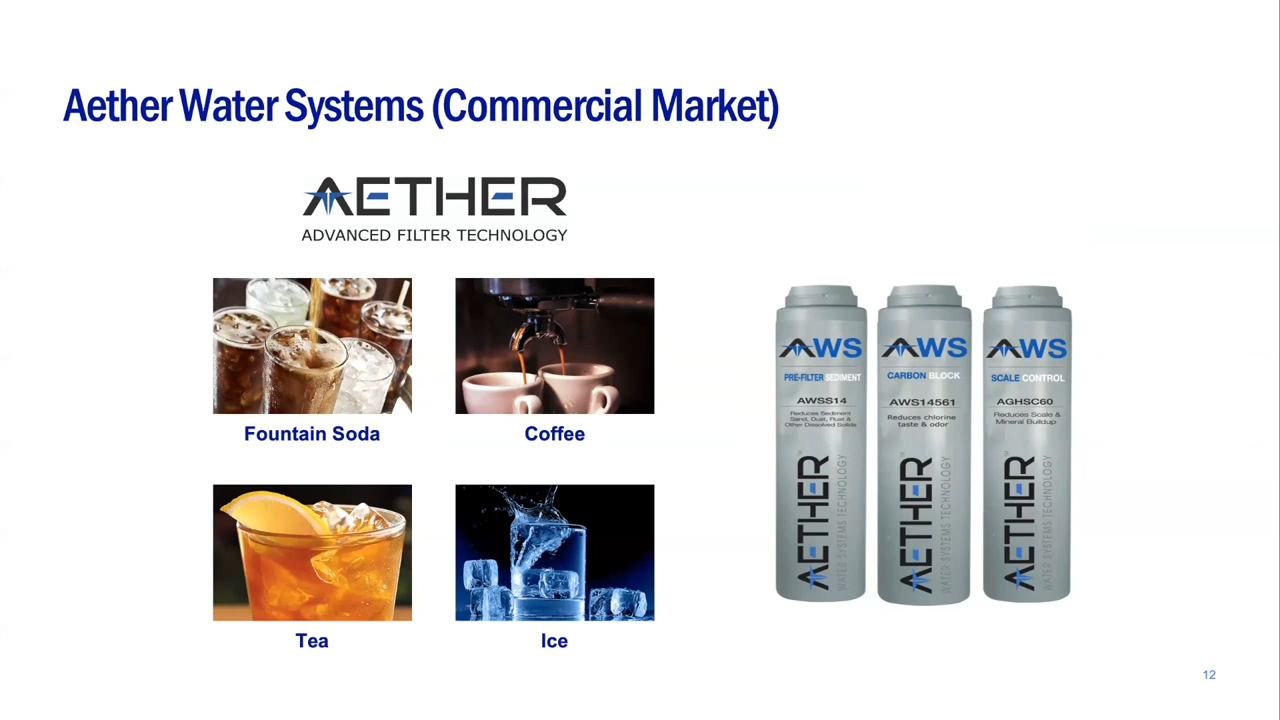 Aether Water Systems (Commercial Market)
AETHER
ADVANCED FILTER TECHNOLOGY
Fountain Soda
Coffee
Tea
Ice
AWS
PRE-FILTER SEDIMENT
AWSS14
Reduces Sediment
Sand, Dust, Rust &
Other Dissolved Solids
AETHER
WATER SYSTEMS TECHNOLOGY
AWS
CARBON BLOCK
AWS14561
Reduces chlorine
taste & odor
AETHER
WATER SYSTEMS TECHNOLOGY
AWS
SCALE CONTROL
AGHSC60
Reduces Scale &
Mineral Buildup
AETHER
WATER SYSTEMS TECHNOLOGY
12